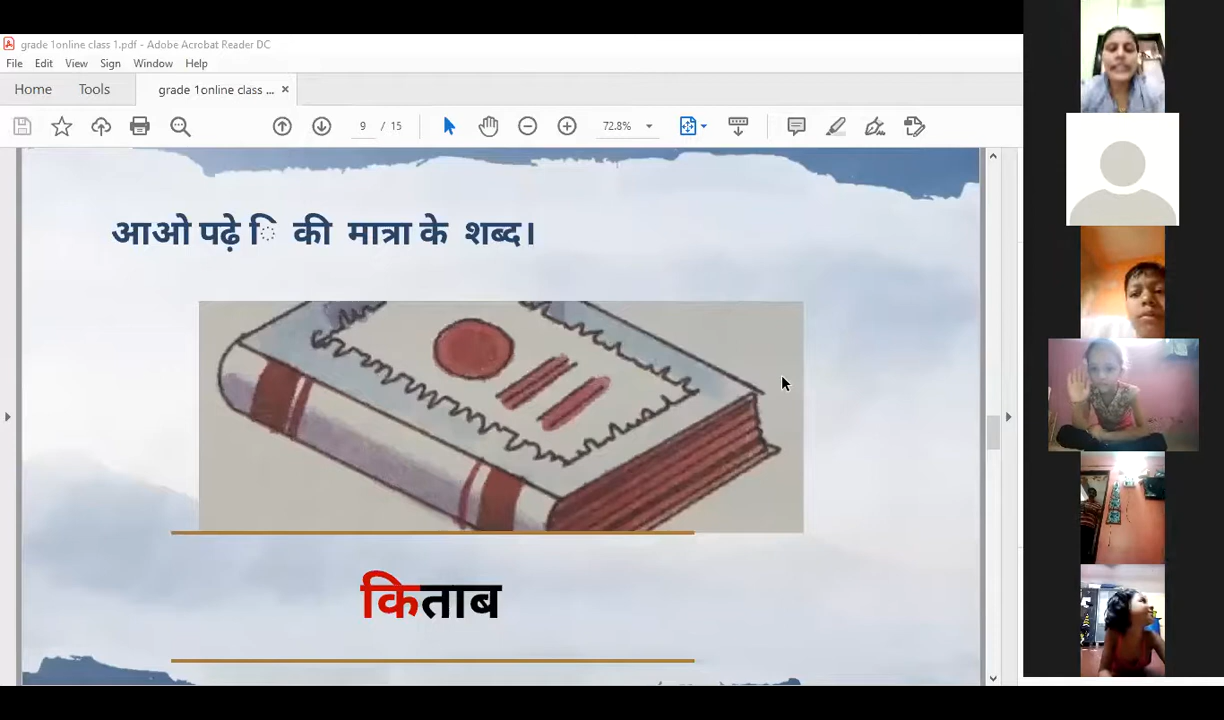 grade 1online class 1.pdf - Adobe Acrobat Reader DC
File Edit View Sign Window Help
Home Tools grade 1online class ... ×
9 / 15 72.8%
आओ पढ़े ि की मात्रा के शब्द।
किताब